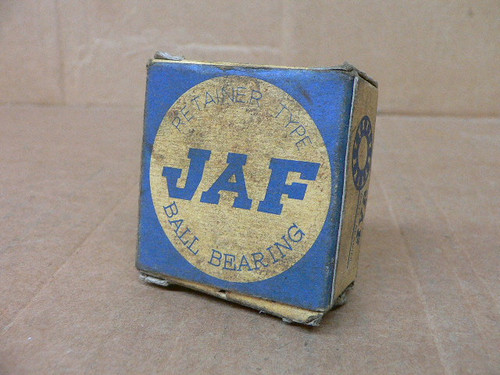 RETAINER TYPE
JAF
BALL BEARING